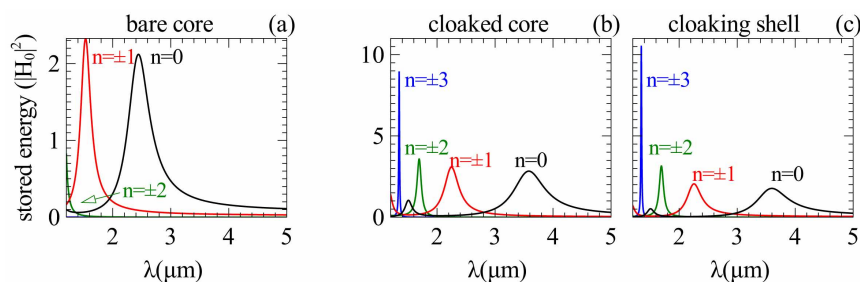 bare core (a)
stored energy (|H₀|²)
0
1
2
n=±1
n=0
n=±2
2 3 4 5
λ(μm)
cloaked core (b)
0
5
10
n=±3
n=±2
n=±1
n=0
2 3 4 5
λ(μm)
cloaking shell (c)
n=±3
n=±2
n=±1
n=0
2 3 4 5
λ(μm)